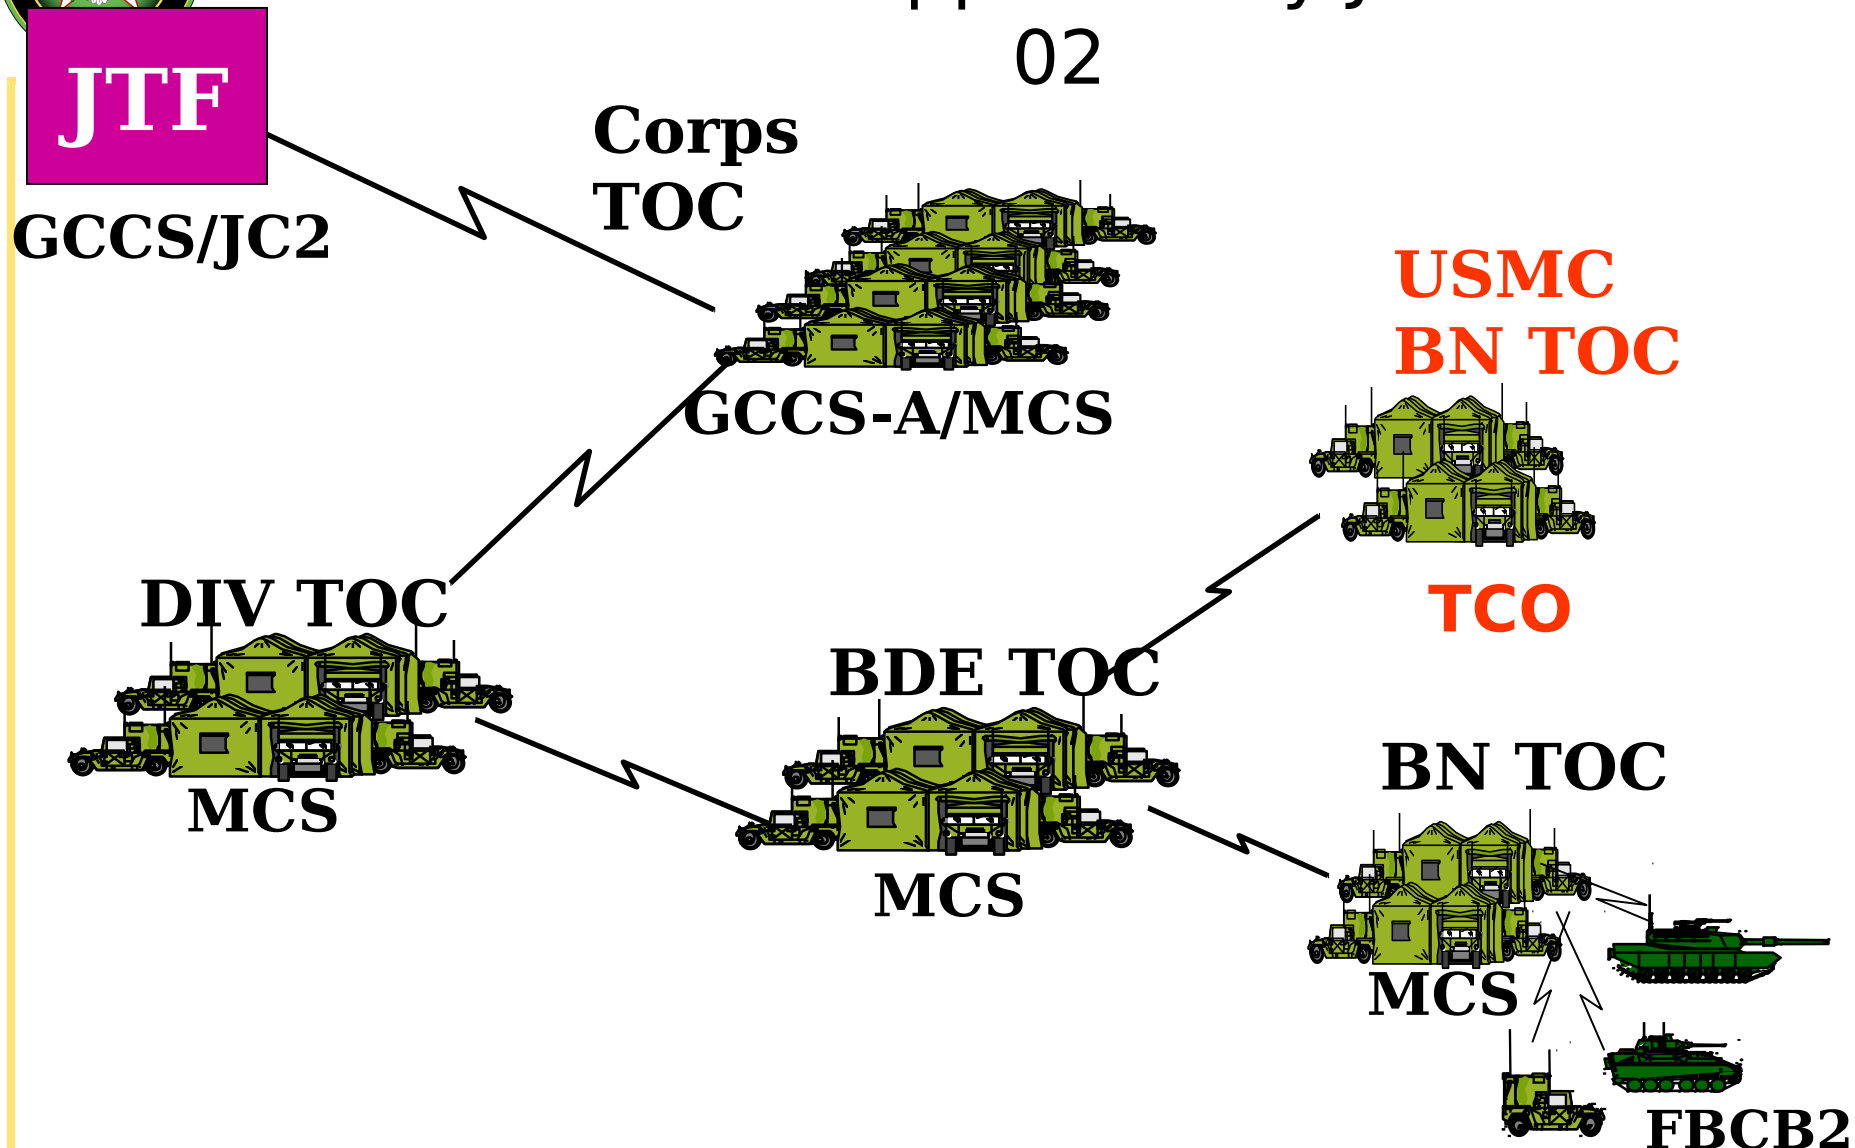 02
JTF
Corps
TOC
GCCS/JC2
USMC
BN TOC
GCCS-A/MCS
DIV TOC
TCO
BDE TOC
BN TOC
MCS
MCS
MCS
FBCB2